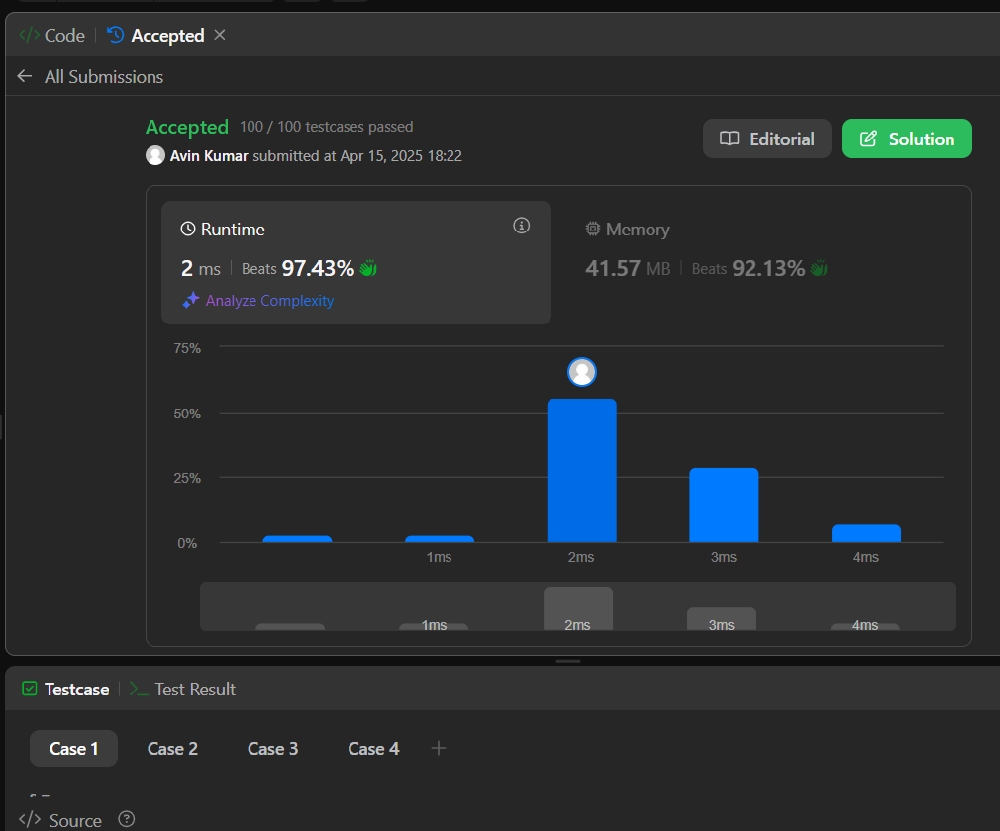 </> Code | Accepted ×
← All Submissions
Accepted 100 / 100 testcases passed
Avin Kumar submitted at Apr 15, 2025 18:22
Editorial
Solution
Runtime
2 ms | Beats 97.43%
Analyze Complexity
Memory
41.57 MB | Beats 92.13%
75%
50%
25%
0%
1ms 2ms 3ms 4ms
1ms 2ms 3ms 4ms
Testcase | >_ Test Result
Case 1 Case 2 Case 3 Case 4 +
</> Source ?